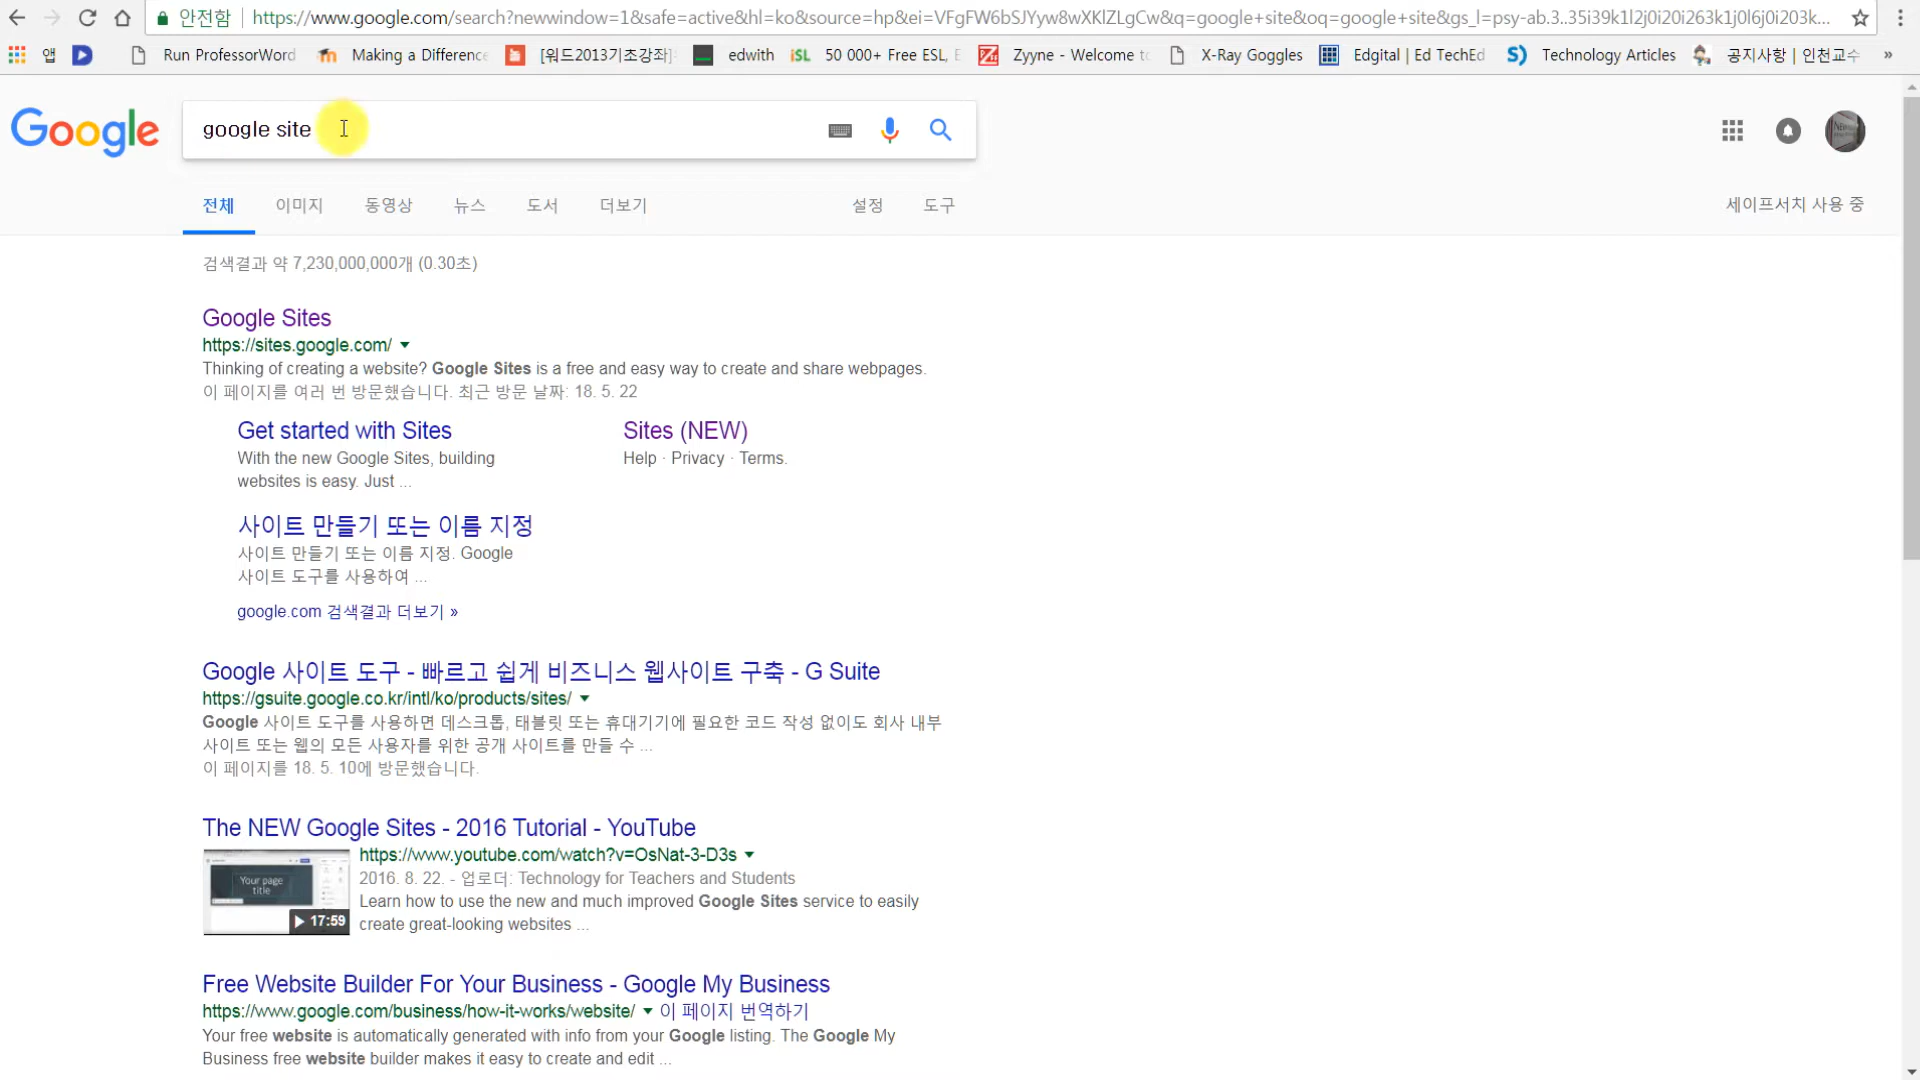 안전함 https://www.google.com/search?newwindow=1&safe=active&hl=ko&source=hp&ei=VFgFW6bSJYyw8wXKlZLgCw&q=google+site&oq=google+site&gs_l=psy-ab.3..35i39k1l2j0i20i263k1j0l6j0i203k...
앱 Run ProfessorWord Making a Difference [워드2013기초강좌] edwith iSL 50 000+ Free ESL, E Zyyne - Welcome to X-Ray Goggles Edgital | Ed TechEd Technology Articles 공지사항 | 인천교수 »
Google google site
전체 이미지 동영상 뉴스 도서 더보기 설정 도구 세이프서치 사용 중
검색결과 약 7,230,000,000개 (0.30초)
Google Sites
https://sites.google.com/
Thinking of creating a website? Google Sites is a free and easy way to create and share webpages.
이 페이지를 여러 번 방문했습니다. 최근 방문 날짜: 18. 5. 22
Get started with Sites
With the new Google Sites, building
websites is easy. Just ...
Sites (NEW)
Help · Privacy · Terms.
사이트 만들기 또는 이름 지정
사이트 만들기 또는 이름 지정. Google
사이트 도구를 사용하여 ...
google.com 검색결과 더보기 »
Google 사이트 도구 - 빠르고 쉽게 비즈니스 웹사이트 구축 - G Suite
https://gsuite.google.co.kr/intl/ko/products/sites/
Google 사이트 도구를 사용하면 데스크톱, 태블릿 또는 휴대기기에 필요한 코드 작성 없이도 회사 내부
사이트 또는 웹의 모든 사용자를 위한 공개 사이트를 만들 수 ...
이 페이지를 18. 5. 10에 방문했습니다.
The NEW Google Sites - 2016 Tutorial - YouTube
Your page
title
17:59
https://www.youtube.com/watch?v=OsNat-3-D3s
2016. 8. 22. - 업로더: Technology for Teachers and Students
Learn how to use the new and much improved Google Sites service to easily
create great-looking websites ...
Free Website Builder For Your Business - Google My Business
https://www.google.com/business/how-it-works/website/ 이 페이지 번역하기
Your free website is automatically generated with info from your Google listing. The Google My
Business free website builder makes it easy to create and edit ...